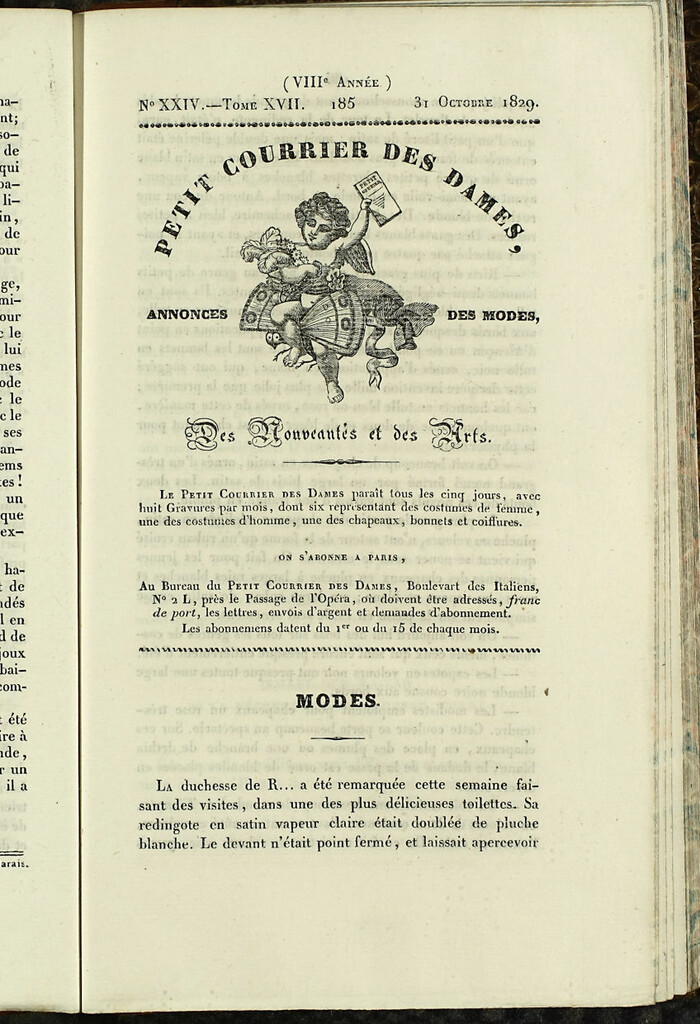 (VIIIe Année)
No XXIV.—Tome XVII. 185 31 Octobre 1829.
PETIT COURRIER DES DAMES,
PETIT
ANNONCES DES MODES,
Des Nouveautés et des Arts.
Le Petit Courrier des Dames paraît tous les cinq jours, avec
huit Gravures par mois, dont six représentant des costumes de femme,
une des costumes d'homme, une des chapeaux, bonnets et coiffures.
ON S'ABONNE A PARIS,
Au Bureau du Petit Courrier des Dames, Boulevart des Italiens,
No 2 L, près le Passage de l'Opéra, où doivent être adressés, franc
de port, les lettres, envois d'argent et demandes d'abonnement.
Les abonnemens datent du 1er ou du 15 de chaque mois.
MODES.
La duchesse de R... a été remarquée cette semaine fai-
sant des visites, dans une des plus délicieuses toilettes. Sa
redingote en satin vapeur claire était doublée de pluche
blanche. Le devant n'était point fermé, et laissait apercevoir